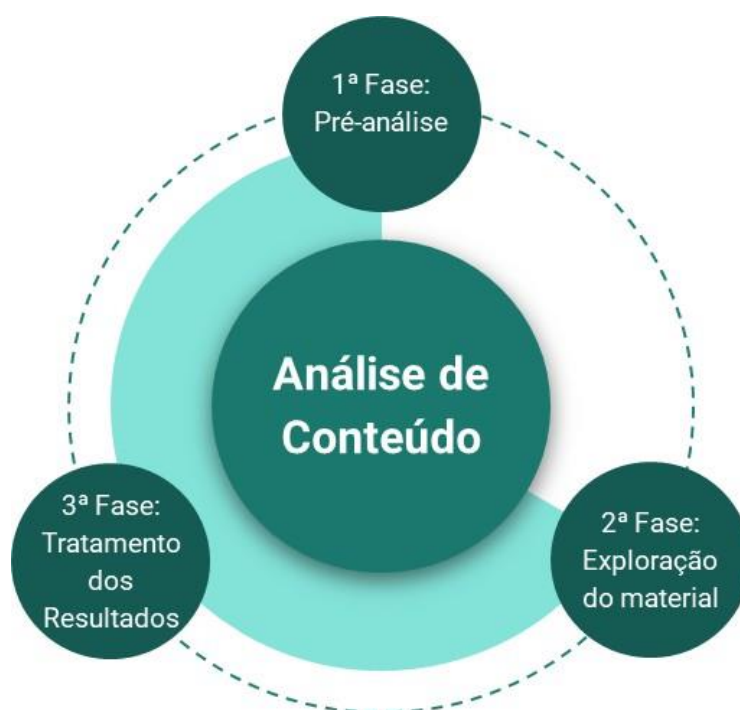 1ª Fase:
Pré-análise
Análise de
Conteúdo
3ª Fase:
Tratamento
dos
Resultados
2ª Fase:
Exploração
do material